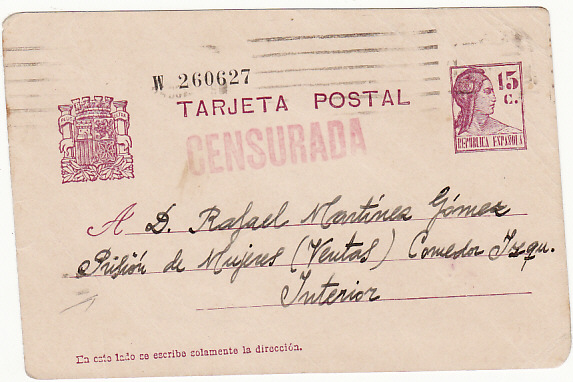 W 260627
15
C.
TARJETA POSTAL
REPUBLICA ESPAÑOLA
CENSURADA
A D. Rafael Martínez Gómez
Prisión de Mujeres (Ventas) Comedor Izqu.
Interior
En este lado se escribe solamente la dirección.